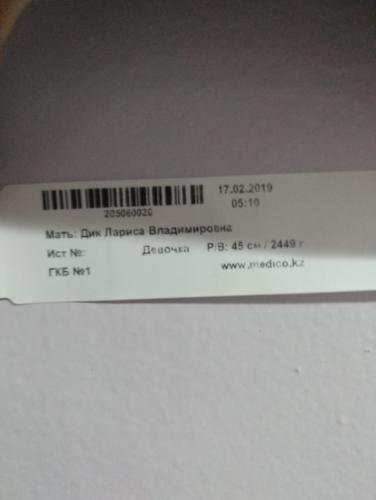 17.02.2019
205060020
05:10
Мать: Дик Лариса Владимировна
Ист №: Девочка Р/В: 45 см / 2449 г
ГКБ №1 www.medico.kz